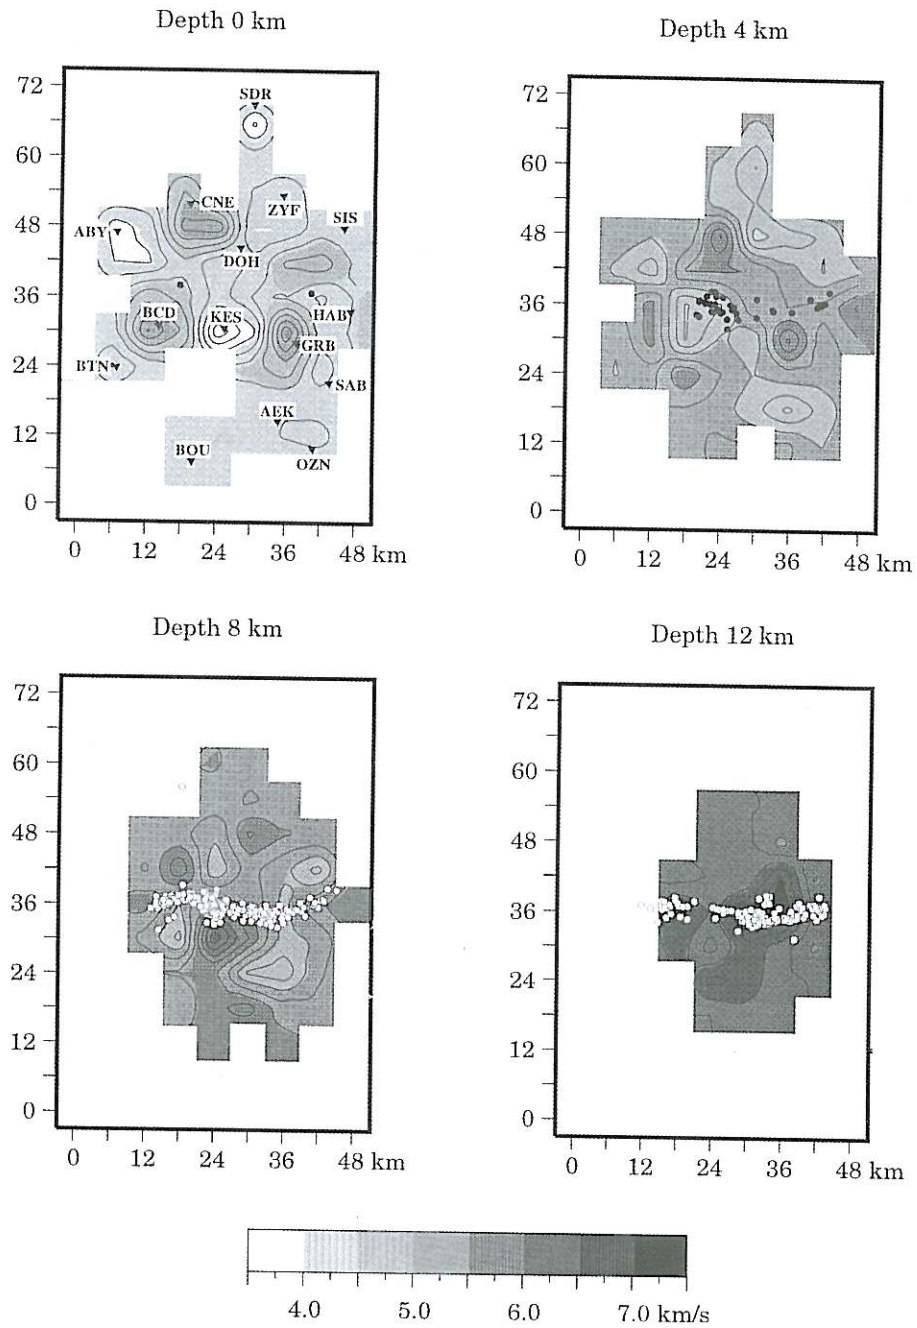 Depth 0 km
Depth 4 km
72
60
48
36
24
12
0
SDR
CNE
ZYF
SIS
ABY
DOH
BCD
KES
HAB
GRB
BTN
SAB
AEK
BOU
OZN
0 12 24 36 48 km
72
60
48
36
24
12
0
0 12 24 36 48 km
Depth 8 km
Depth 12 km
72
60
48
36
24
12
0
0 12 24 36 48 km
72
60
48
36
24
12
0
0 12 24 36 48 km
4.0 5.0 6.0 7.0 km/s